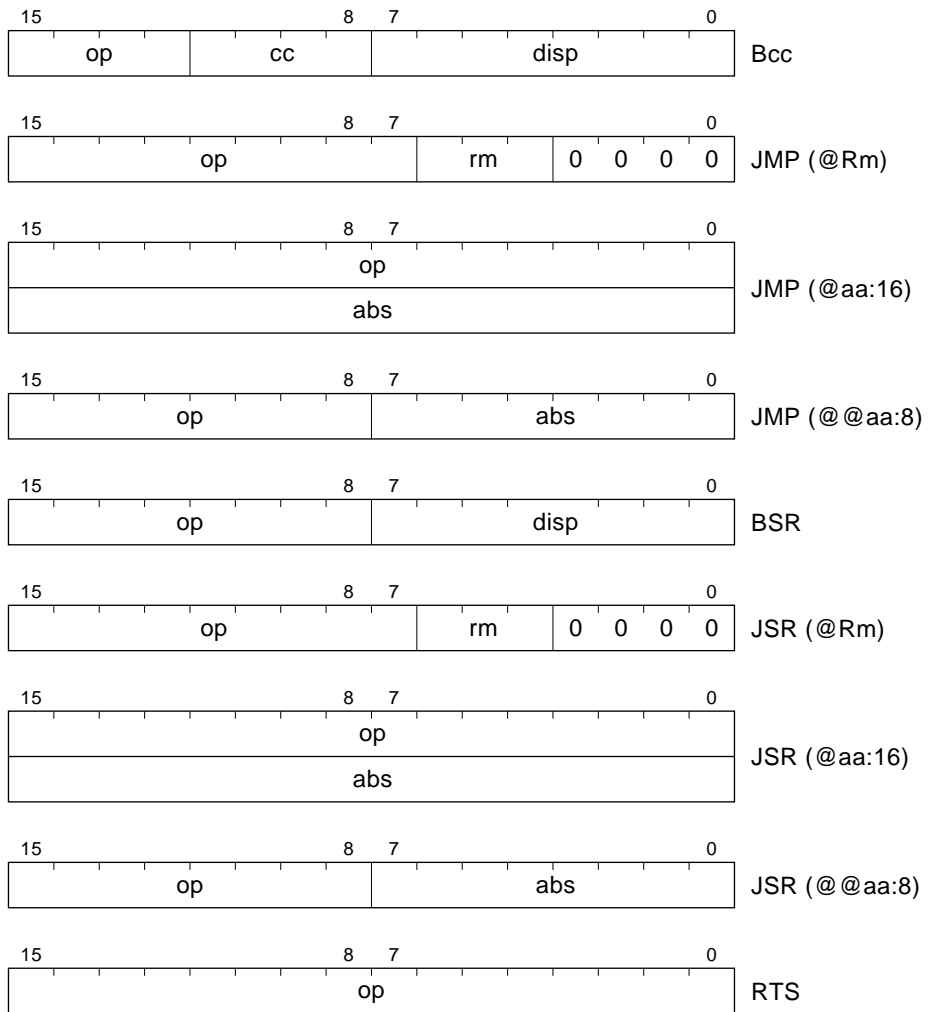 15 8 7 0
op cc disp Bcc
15 8 7 0
op rm 0 0 0 0 JMP (@Rm)
15 8 7 0
op
JMP (@aa:16)
abs
15 8 7 0
op abs JMP (@@aa:8)
15 8 7 0
op disp BSR
15 8 7 0
op rm 0 0 0 0 JSR (@Rm)
15 8 7 0
op
JSR (@aa:16)
abs
15 8 7 0
op abs JSR (@@aa:8)
15 8 7 0
op RTS